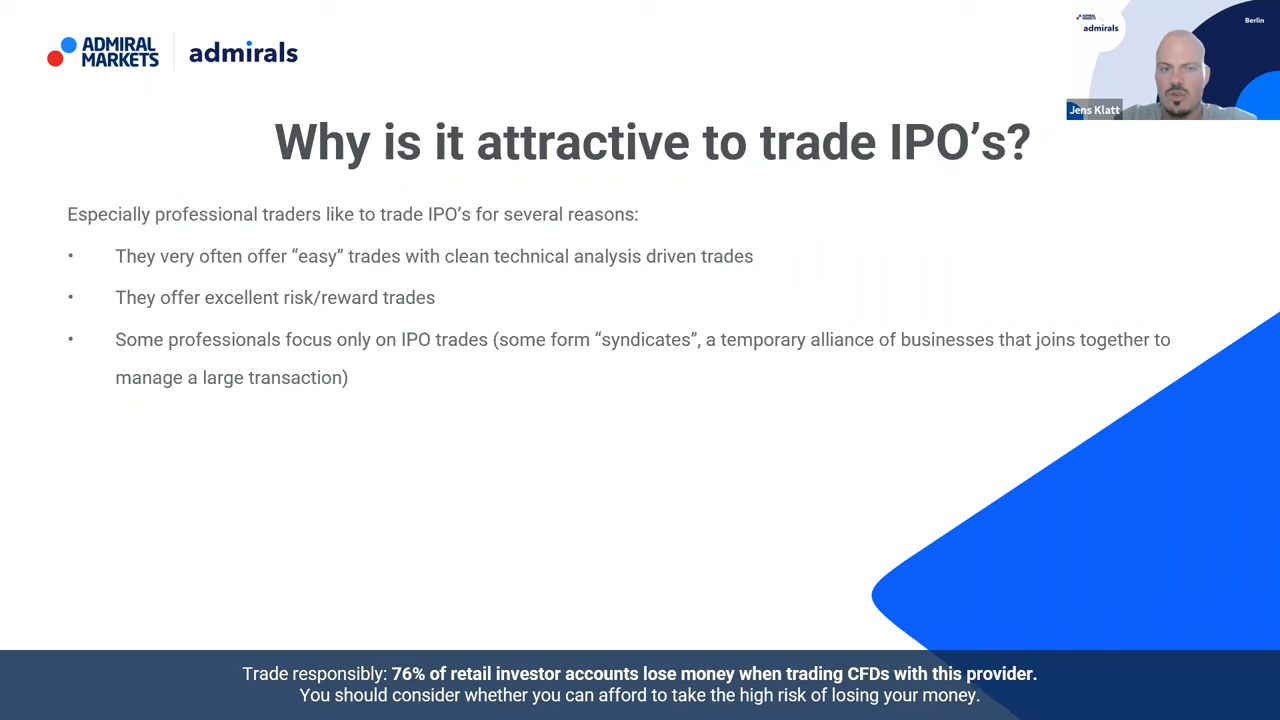 ADMIRAL
MARKETS
admirals
ADMIRAL
MARKETS
admirals
Berlin
Jens Klatt
Why is it attractive to trade IPO’s?
Especially professional traders like to trade IPO’s for several reasons:
• They very often offer “easy” trades with clean technical analysis driven trades
• They offer excellent risk/reward trades
• Some professionals focus only on IPO trades (some form “syndicates”, a temporary alliance of businesses that joins together to
manage a large transaction)
Trade responsibly: 76% of retail investor accounts lose money when trading CFDs with this provider.
You should consider whether you can afford to take the high risk of losing your money.